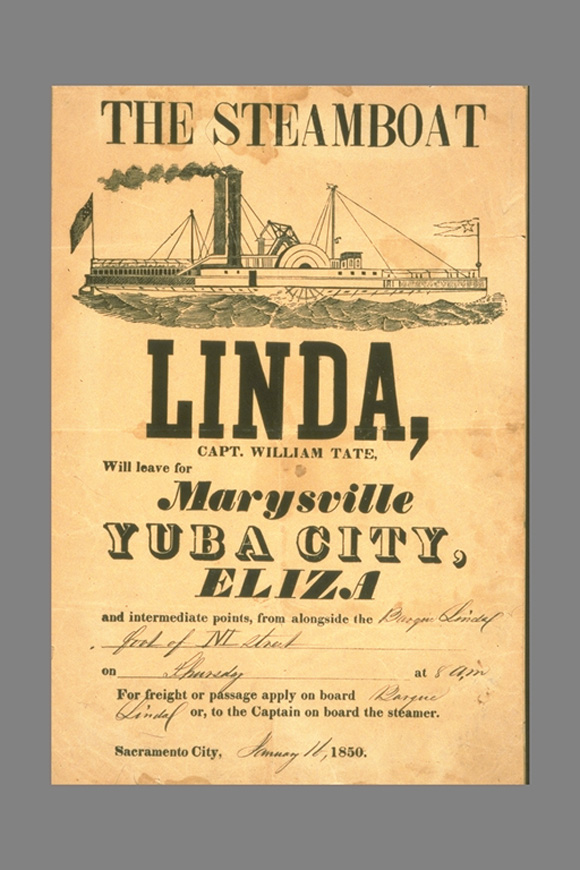 THE STEAMBOAT
LINDA,
CAPT. WILLIAM TATE,
Will leave for
Marysville
YUBA CITY,
ELIZA
and intermediate points, from alongside the Barque Linda
foot of N street
on Thursday at 8 a.m
For freight or passage apply on board Barque
Linda or, to the Captain on board the steamer.
Sacramento City, January 16, 1850.